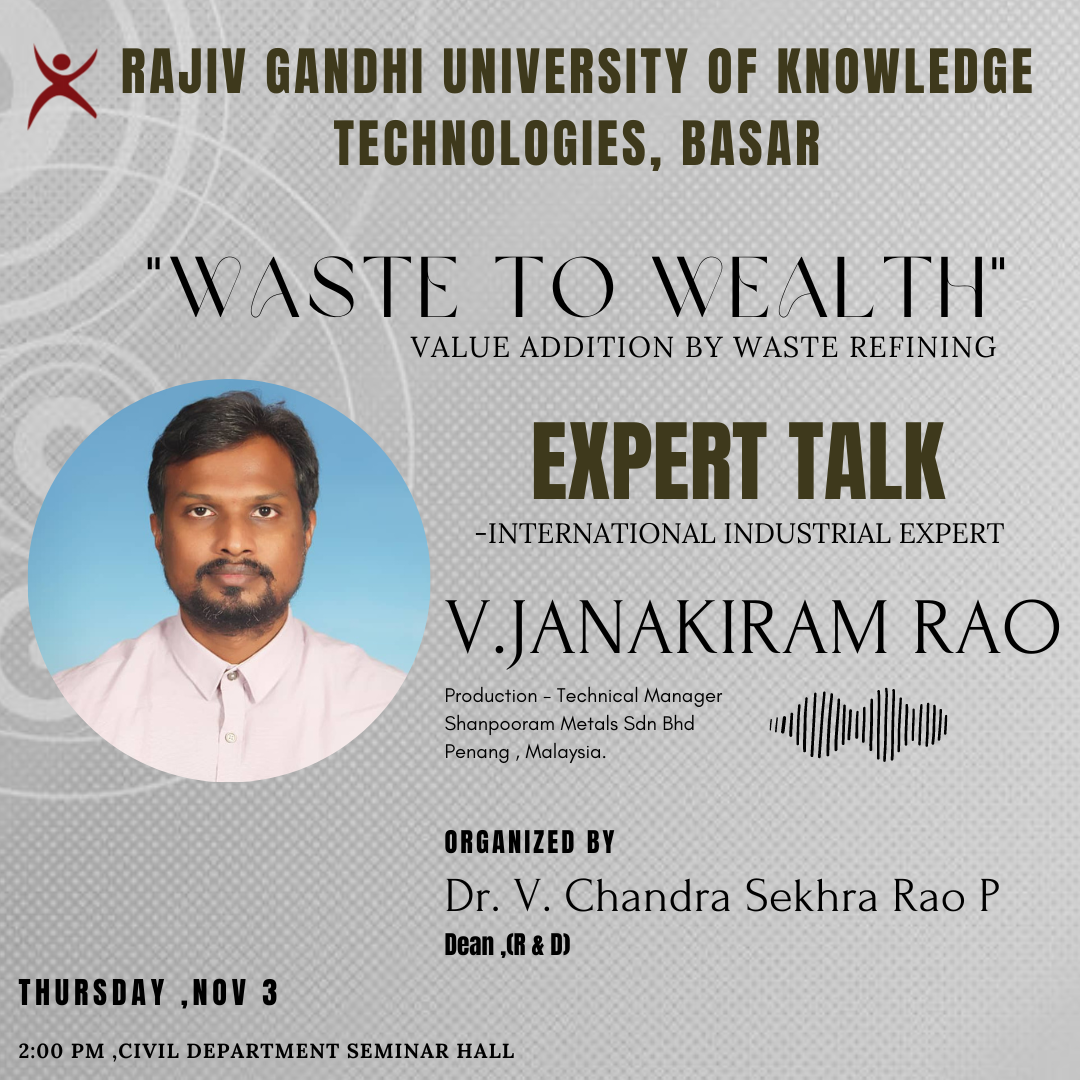 RAJIV GANDHI UNIVERSITY OF KNOWLEDGE
TECHNOLOGIES, BASAR
"WASTE TO WEALTH"
VALUE ADDITION BY WASTE REFINING
EXPERT TALK
-INTERNATIONAL INDUSTRIAL EXPERT
V.JANAKIRAM RAO
Production - Technical Manager
Shanpooram Metals Sdn Bhd
Penang , Malaysia.
ORGANIZED BY
Dr. V. Chandra Sekhra Rao P
Dean ,(R & D)
THURSDAY ,NOV 3
2:00 PM ,CIVIL DEPARTMENT SEMINAR HALL